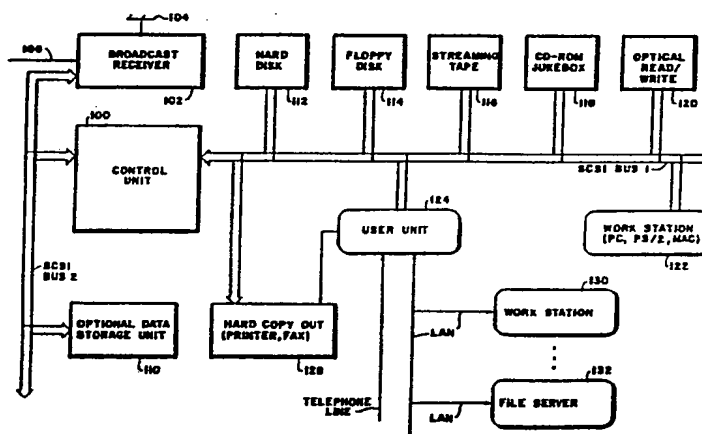 104
106
BROADCAST
RECEIVER
102
HARD
DISK
112
FLOPPY
DISK
114
STREAMING
TAPE
116
CD-ROM
JUKEBOX
118
OPTICAL
READ/
WRITE
120
100
CONTROL
UNIT
SCSI BUS 1
124
USER UNIT
WORK STATION
(PC, PS/2, MAC)
122
SCSI
BUS 2
OPTIONAL DATA
STORAGE UNIT
110
HARD COPY OUT
(PRINTER, FAX)
128
130
WORK STATION
LAN
132
FILE SERVER
LAN
TELEPHONE
LINE